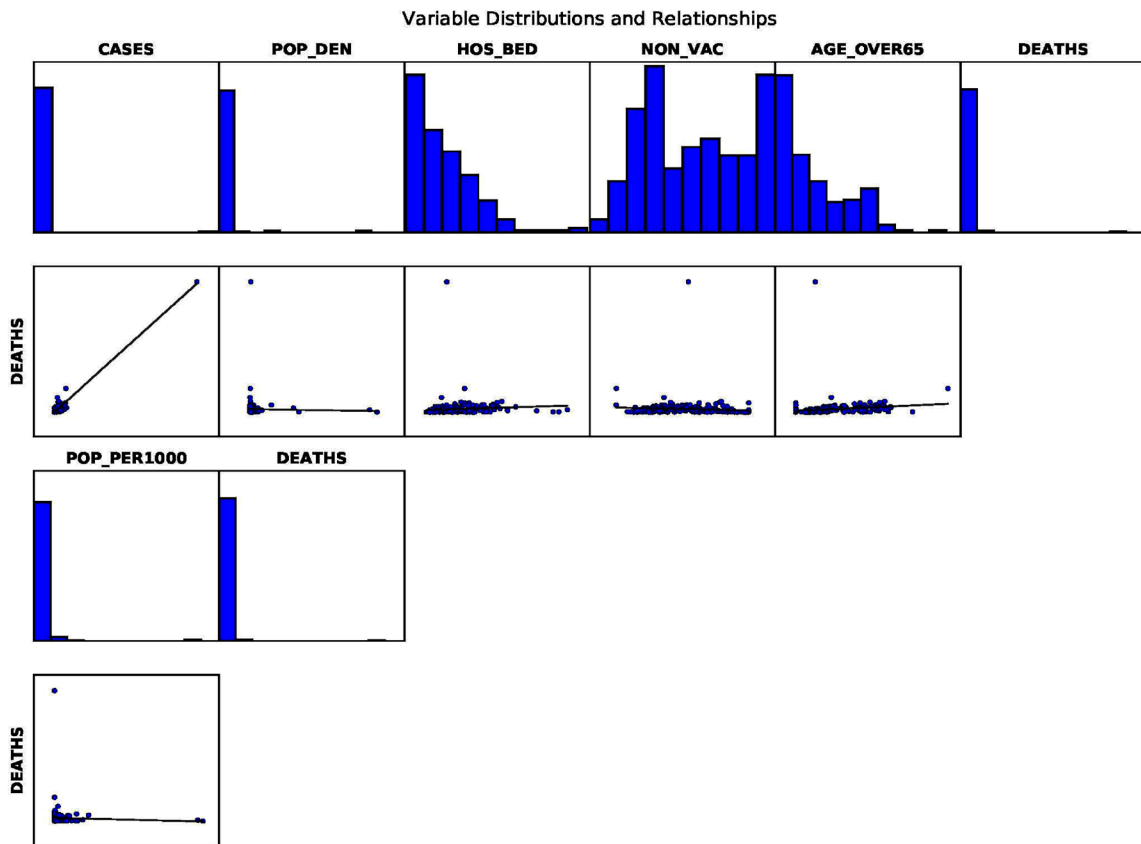 Variable Distributions and Relationships
CASES POP_DEN HOS_BED NON_VAC AGE_OVER65 DEATHS
DEATHS
POP_PER1000 DEATHS
DEATHS